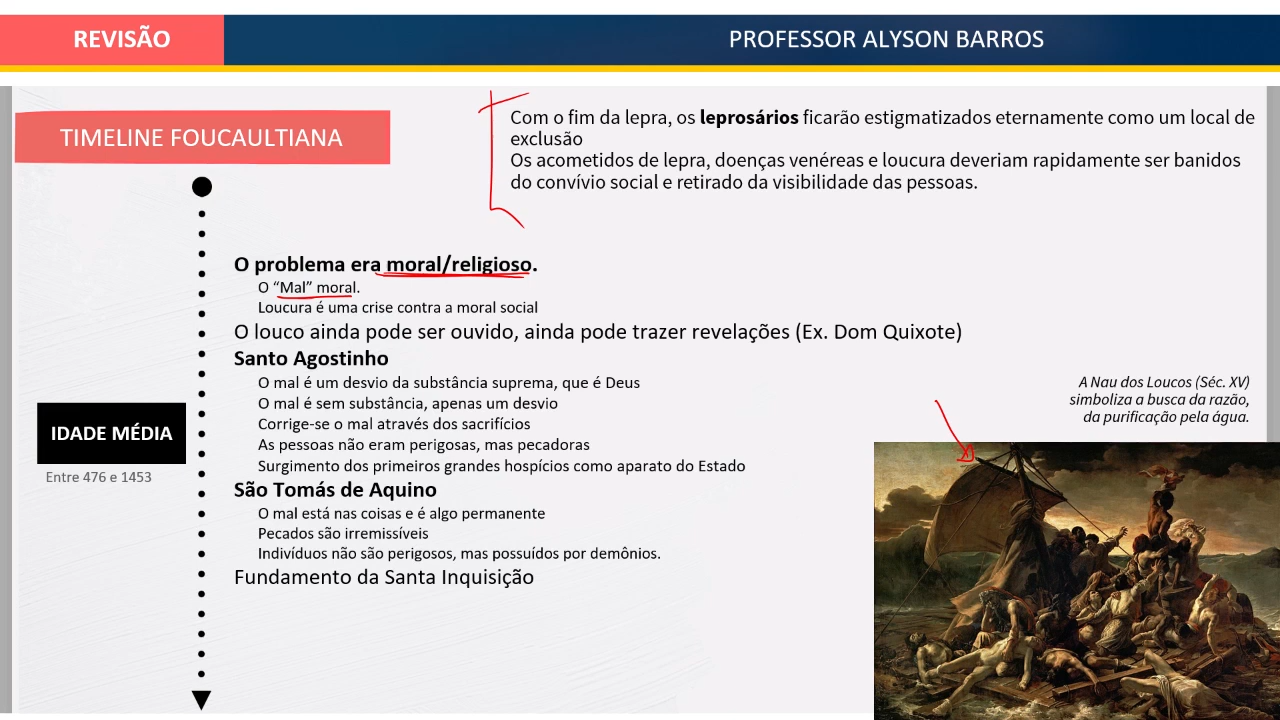 REVISÃO
PROFESSOR ALYSON BARROS
TIMELINE FOUCAULTIANA
Com o fim da lepra, os leprosários ficarão estigmatizados eternamente como um local de
exclusão
Os acometidos de lepra, doenças venéreas e loucura deveriam rapidamente ser banidos
do convívio social e retirado da visibilidade das pessoas.
O problema era moral/religioso.
O “Mal” moral.
Loucura é uma crise contra a moral social
O louco ainda pode ser ouvido, ainda pode trazer revelações (Ex. Dom Quixote)
Santo Agostinho
O mal é um desvio da substância suprema, que é Deus
O mal é sem substância, apenas um desvio
Corrige-se o mal através dos sacrifícios
As pessoas não eram perigosas, mas pecadoras
Surgimento dos primeiros grandes hospícios como aparato do Estado
São Tomás de Aquino
O mal está nas coisas e é algo permanente
Pecados são irremissíveis
Indivíduos não são perigosos, mas possuídos por demônios.
Fundamento da Santa Inquisição
IDADE MÉDIA
Entre 476 e 1453
A Nau dos Loucos (Séc. XV)
simboliza a busca da razão,
da purificação pela água.